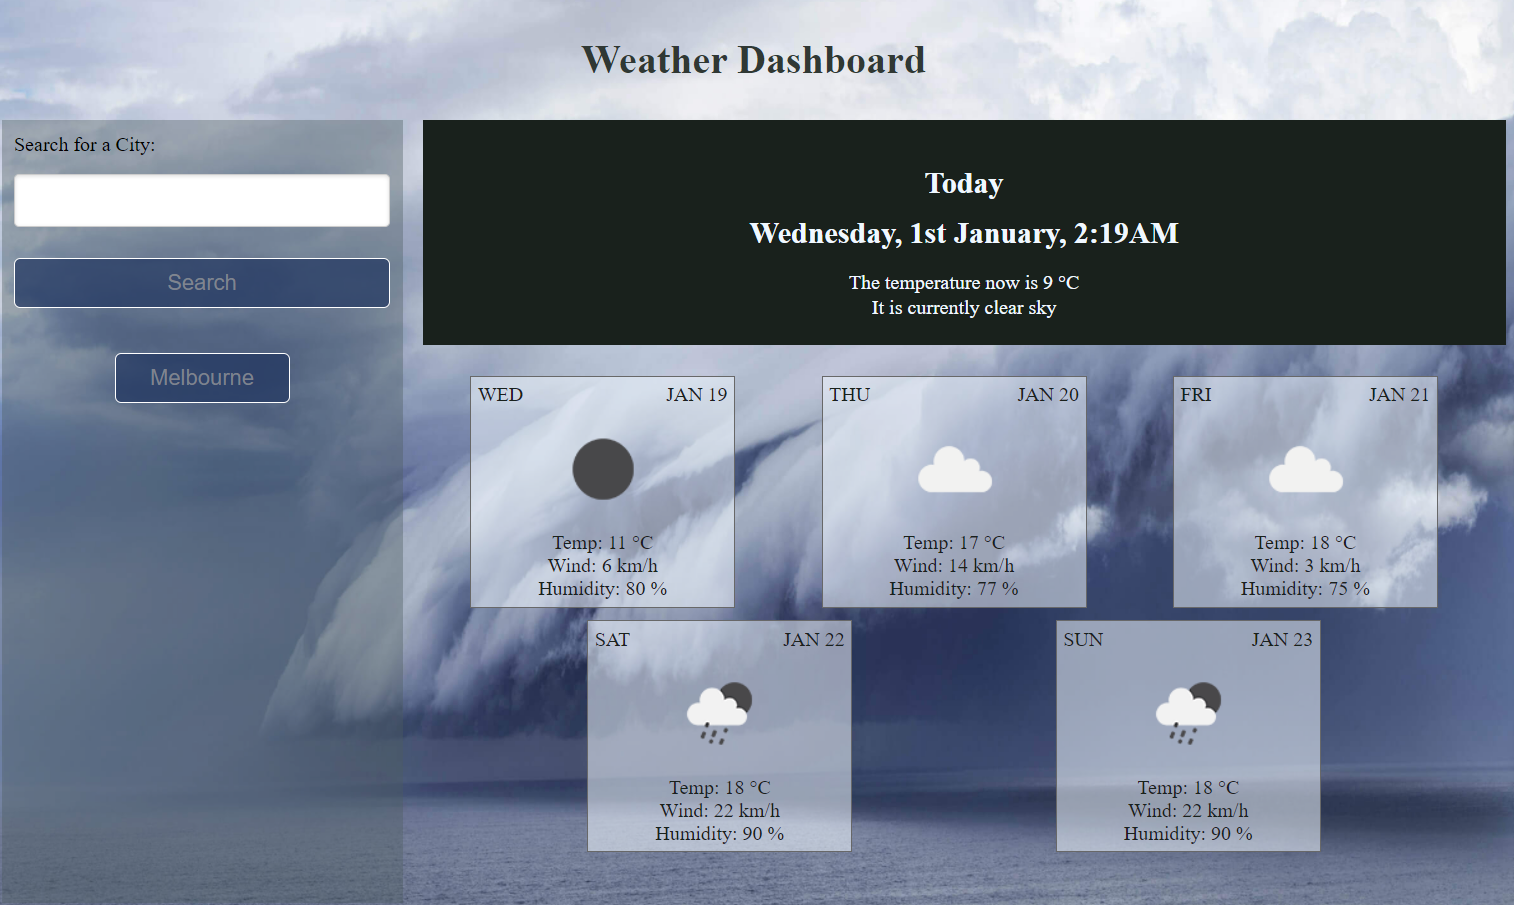 Weather Dashboard
Search for a City:
Search
Melbourne
Today
Wednesday, 1st January, 2:19AM
The temperature now is 9 °C
It is currently clear sky
WED JAN 19
Temp: 11 °C
Wind: 6 km/h
Humidity: 80 %
THU JAN 20
Temp: 17 °C
Wind: 14 km/h
Humidity: 77 %
FRI JAN 21
Temp: 18 °C
Wind: 3 km/h
Humidity: 75 %
SAT JAN 22
Temp: 18 °C
Wind: 22 km/h
Humidity: 90 %
SUN JAN 23
Temp: 18 °C
Wind: 22 km/h
Humidity: 90 %